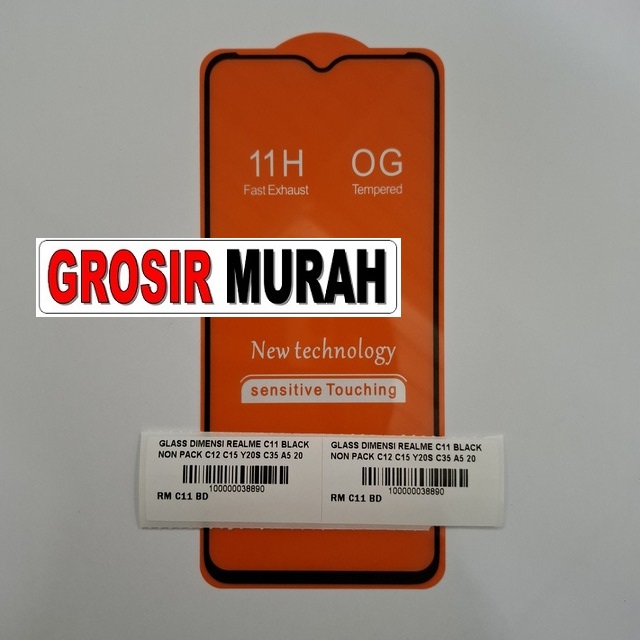 11H OG
Fast Exhaust Tempered
GROSIR MURAH
New technology
sensitive Touching
GLASS DIMENSI REALME C11 BLACK
NON PACK C12 C15 Y20S C35 A5 20
100000038890
RM C11 BD
GLASS DIMENSI REALME C11 BLACK
NON PACK C12 C15 Y20S C35 A5 20
100000038890
RM C11 BD